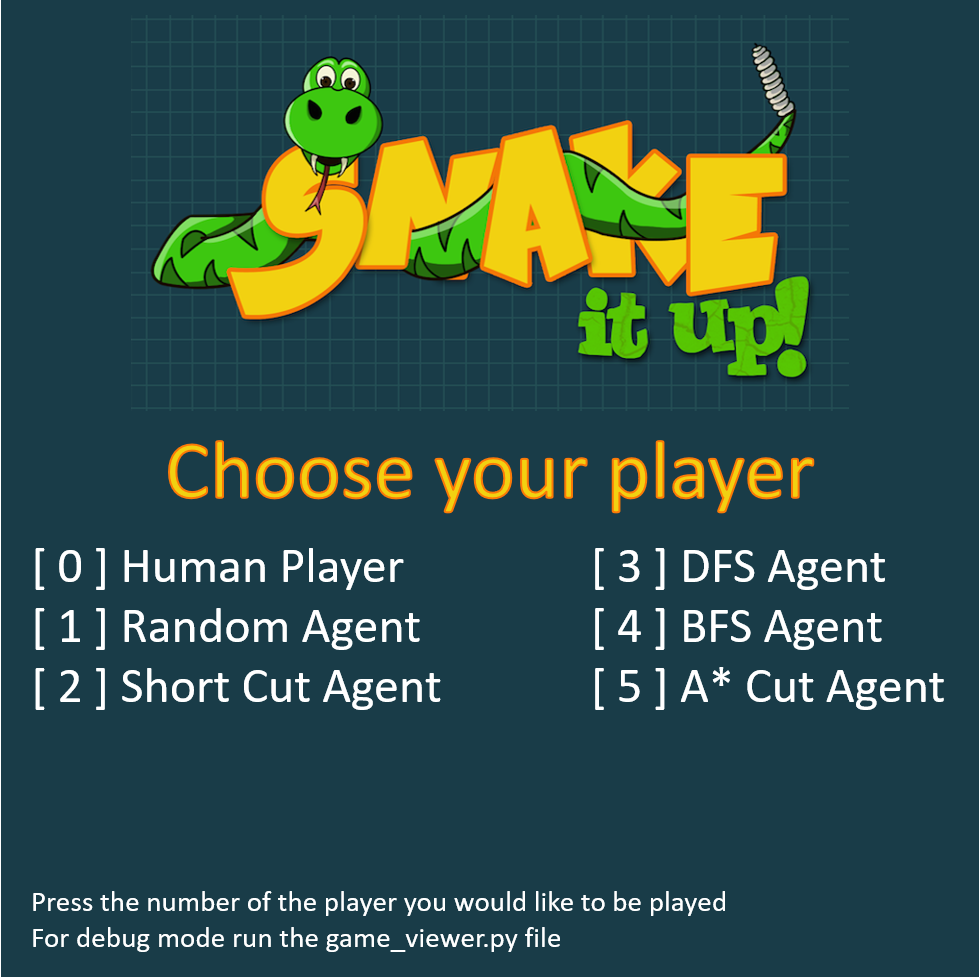 SNAKE
it up!
Choose your player
[ 0 ] Human Player
[ 1 ] Random Agent
[ 2 ] Short Cut Agent
[ 3 ] DFS Agent
[ 4 ] BFS Agent
[ 5 ] A* Cut Agent
Press the number of the player you would like to be played
For debug mode run the game_viewer.py file